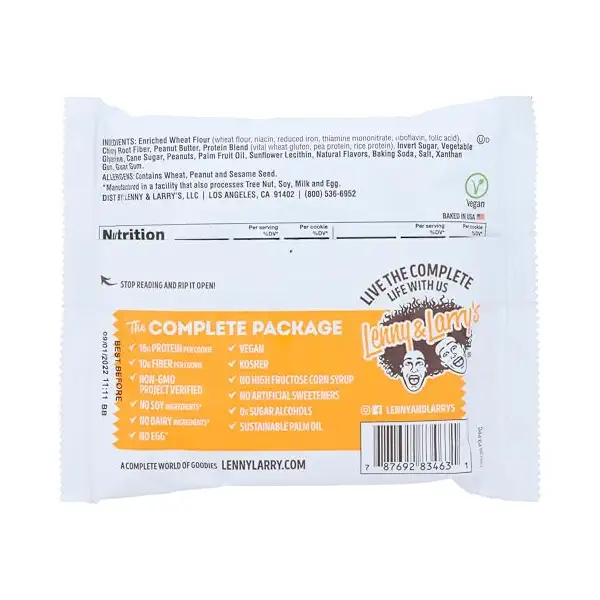 INGREDIENTS: Enriched Wheat Flour (wheat flour, niacin, reduced iron, thiamine mononitrate, riboflavin, folic acid),
Chicory Root Fiber, Peanut Butter, Protein Blend (vital wheat gluten, pea protein, rice protein), Invert Sugar, Vegetable
Glycerine, Cane Sugar, Peanuts, Palm Fruit Oil, Sunflower Lecithin, Natural Flavors, Baking Soda, Salt, Xanthan
Gum, Guar Gum.
ALLERGENS: Contains Wheat, Peanut and Sesame Seed.
*Manufactured in a facility that also processes Tree Nut, Soy, Milk and Egg.
DIST BY LENNY & LARRY'S, LLC | LOS ANGELES, CA 91402 | (800) 536-6952
U D
Vegan
BAKED IN USA
Nutrition
Per serving
%DV*
Per cookie
%DV*
Per serving
%DV*
Per cookie
%DV*
STOP READING AND RIP IT OPEN!
LIVE THE COMPLETE
LIFE WITH US
Lenny & Larry's
The COMPLETE PACKAGE
16g PROTEIN PER COOKIE
10g FIBER PER COOKIE
NON-GMO
PROJECT VERIFIED
NO SOY INGREDIENTS*
NO DAIRY INGREDIENTS*
NO EGG*
VEGAN
KOSHER
NO HIGH FRUCTOSE CORN SYRUP
NO ARTIFICIAL SWEETENERS
0g SUGAR ALCOHOLS
SUSTAINABLE PALM OIL
LENNYANDLARRYS
BEST BEFORE
09/01/2022 11:11 BB
A COMPLETE WORLD OF GOODIES LENNYLARRY.COM
7 87692 83463 1